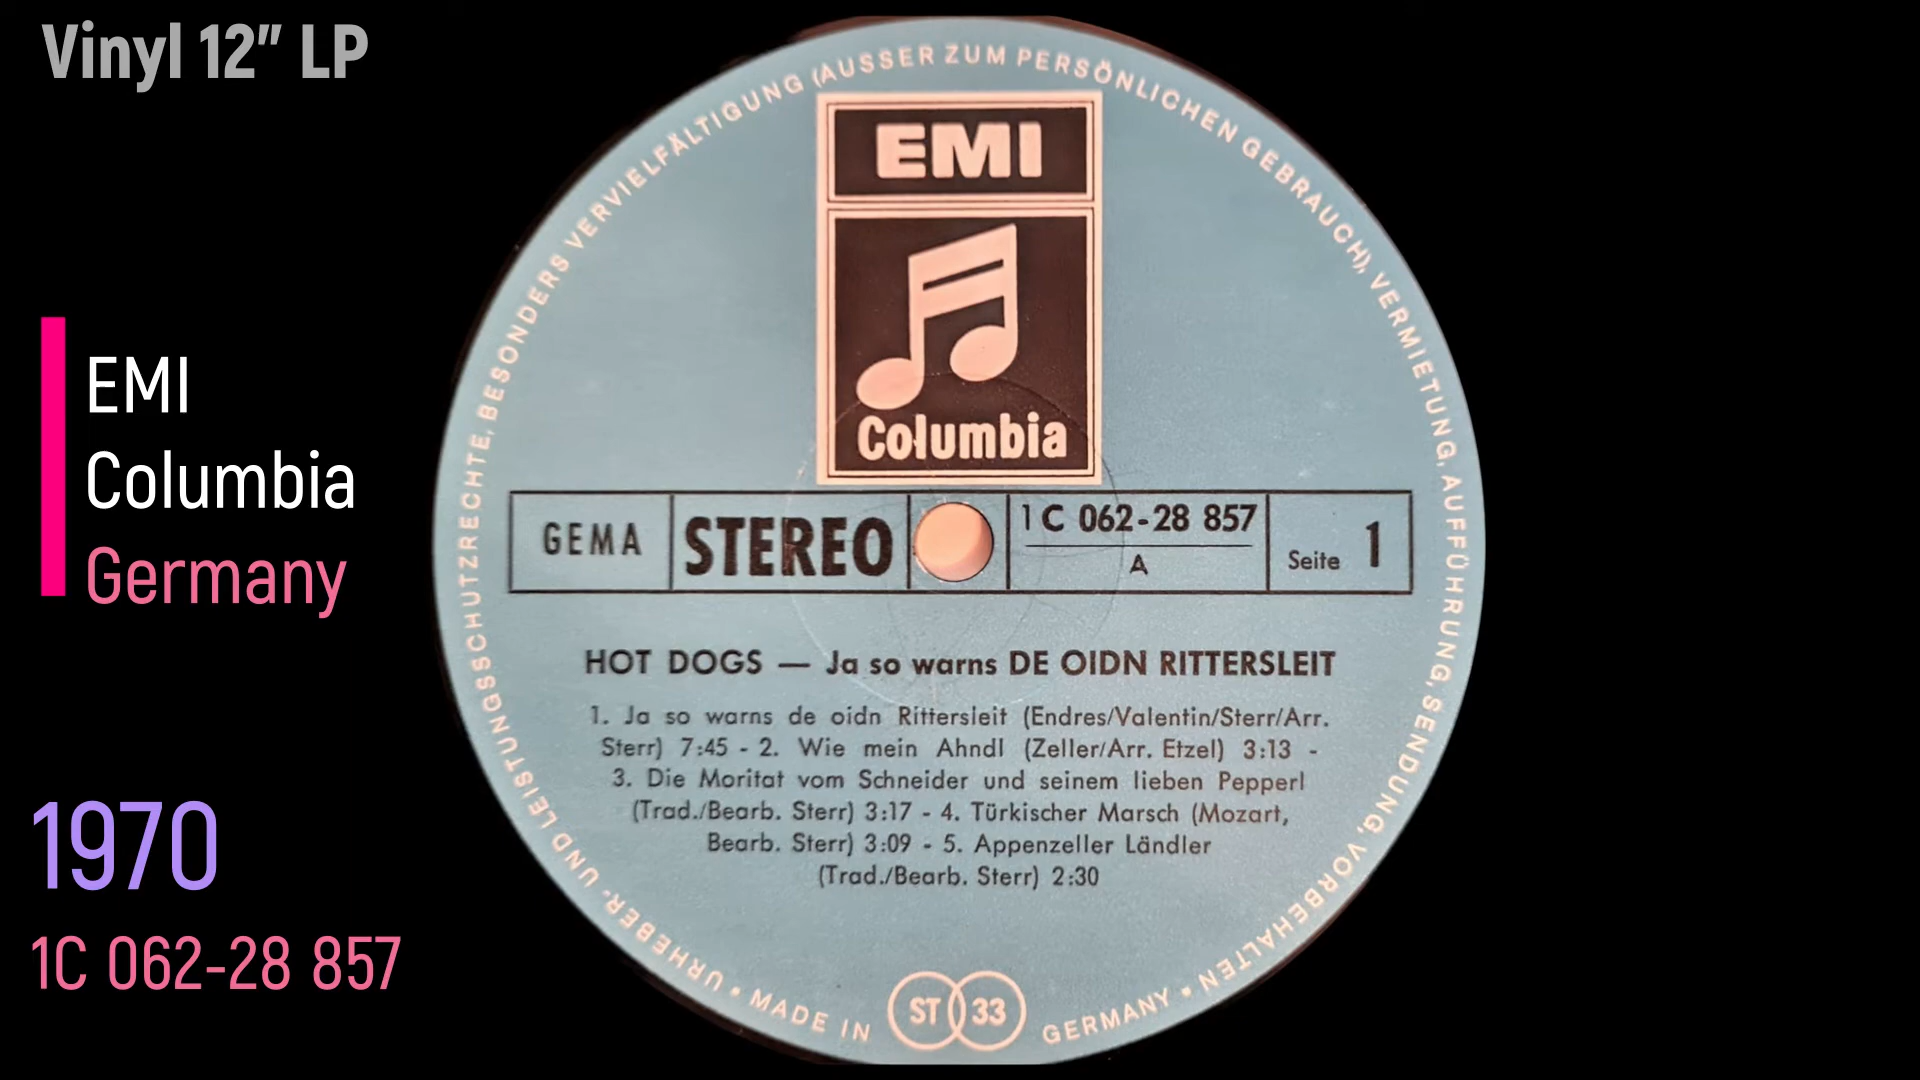 Vinyl 12" LP
EMI
Columbia
Germany
1970
1C 062-28 857
URHEBER- UND LEISTUNGSSCHUTZRECHTE, BESONDERS VERVIELFÄLTIGUNG (AUSSER ZUM PERSÖNLICHEN GEBRAUCH), VERMIETUNG, AUFFÜHRUNG, SENDUNG, VORBEHALTEN •
EMI
Columbia
GEMA
STEREO
1 C 062-28 857
A
Seite 1
HOT DOGS — Ja so warns DE OIDN RITTERSLEIT
1. Ja so warns de oidn Rittersleit (Endres/Valentin/Sterr/Arr.
Sterr) 7:45 - 2. Wie mein Ahndl (Zeller/Arr. Etzel) 3:13 -
3. Die Moritat vom Schneider und seinem lieben Pepperl
(Trad./Bearb. Sterr) 3:17 - 4. Türkischer Marsch (Mozart,
Bearb. Sterr) 3:09 - 5. Appenzeller Ländler
(Trad./Bearb. Sterr) 2:30
• MADE IN GERMANY
ST 33